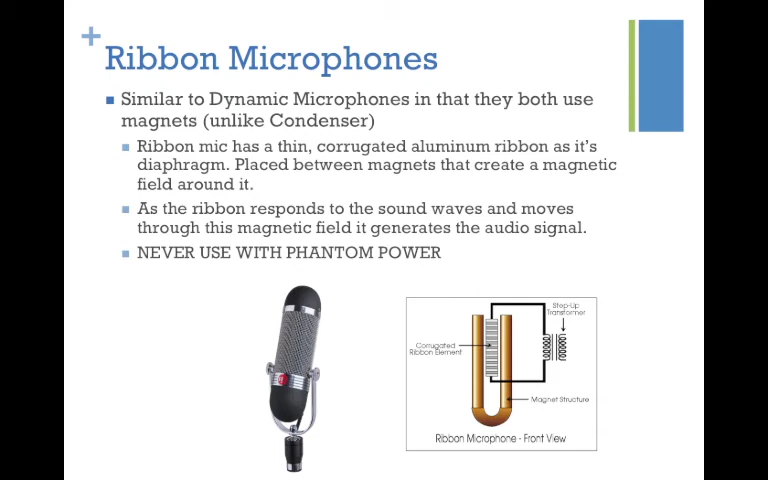 +
Ribbon Microphones
Similar to Dynamic Microphones in that they both use
magnets (unlike Condenser)
Ribbon mic has a thin, corrugated aluminum ribbon as it's
diaphragm. Placed between magnets that create a magnetic
field around it.
As the ribbon responds to the sound waves and moves
through this magnetic field it generates the audio signal.
NEVER USE WITH PHANTOM POWER
Step-Up
Transformer
Corrugated
Ribbon Element
Magnet Structure
Ribbon Microphone - Front View